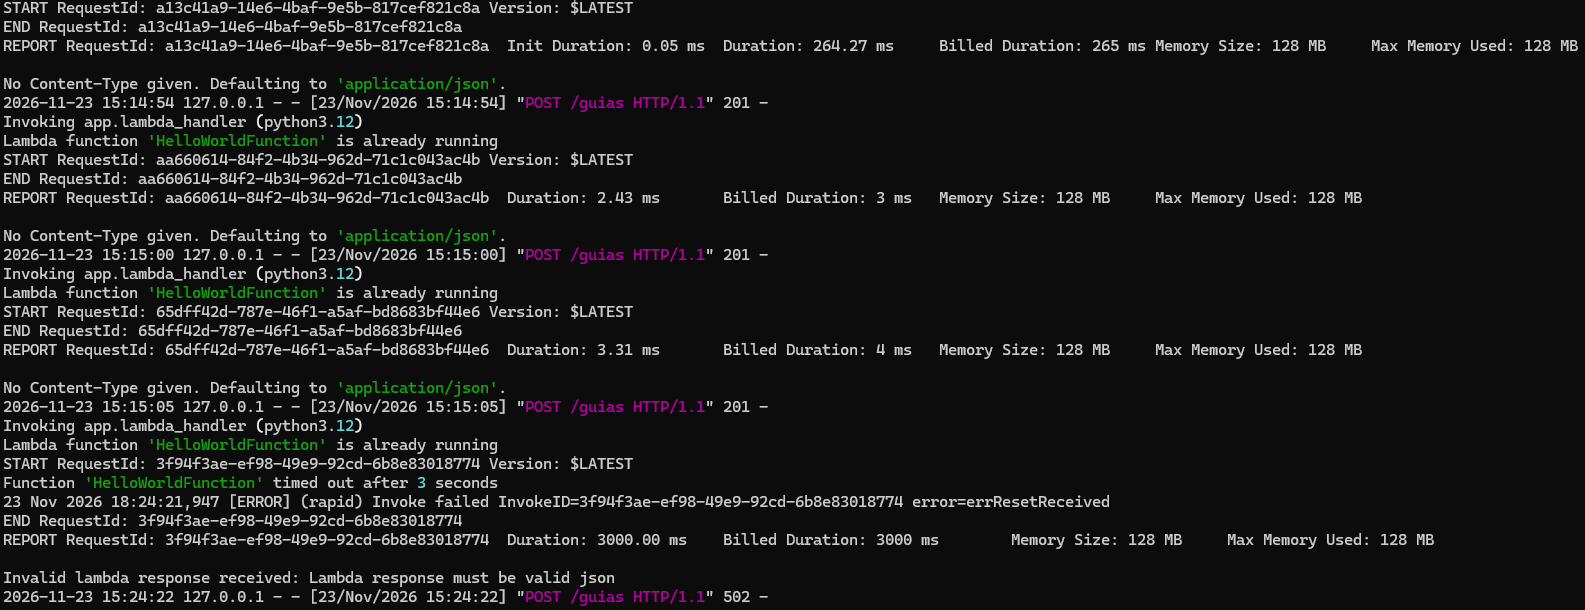 START RequestId: a13c41a9-14e6-4baf-9e5b-817cef821c8a Version: $LATEST
END RequestId: a13c41a9-14e6-4baf-9e5b-817cef821c8a
REPORT RequestId: a13c41a9-14e6-4baf-9e5b-817cef821c8a  Init Duration: 0.05 ms  Duration: 264.27 ms     Billed Duration: 265 ms Memory Size: 128 MB     Max Memory Used: 128 MB
No Content-Type given. Defaulting to 'application/json'.
2026-11-23 15:14:54 127.0.0.1 - - [23/Nov/2026 15:14:54] "POST /guias HTTP/1.1" 201 -
Invoking app.lambda_handler (python3.12)
Lambda function 'HelloWorldFunction' is already running
START RequestId: aa660614-84f2-4b34-962d-71c1c043ac4b Version: $LATEST
END RequestId: aa660614-84f2-4b34-962d-71c1c043ac4b
REPORT RequestId: aa660614-84f2-4b34-962d-71c1c043ac4b  Duration: 2.43 ms       Billed Duration: 3 ms   Memory Size: 128 MB     Max Memory Used: 128 MB
No Content-Type given. Defaulting to 'application/json'.
2026-11-23 15:15:00 127.0.0.1 - - [23/Nov/2026 15:15:00] "POST /guias HTTP/1.1" 201 -
Invoking app.lambda_handler (python3.12)
Lambda function 'HelloWorldFunction' is already running
START RequestId: 65dff42d-787e-46f1-a5af-bd8683bf44e6 Version: $LATEST
END RequestId: 65dff42d-787e-46f1-a5af-bd8683bf44e6
REPORT RequestId: 65dff42d-787e-46f1-a5af-bd8683bf44e6  Duration: 3.31 ms       Billed Duration: 4 ms   Memory Size: 128 MB     Max Memory Used: 128 MB
No Content-Type given. Defaulting to 'application/json'.
2026-11-23 15:15:05 127.0.0.1 - - [23/Nov/2026 15:15:05] "POST /guias HTTP/1.1" 201 -
Invoking app.lambda_handler (python3.12)
Lambda function 'HelloWorldFunction' is already running
START RequestId: 3f94f3ae-ef98-49e9-92cd-6b8e83018774 Version: $LATEST
Function 'HelloWorldFunction' timed out after 3 seconds
23 Nov 2026 18:24:21,947 [ERROR] (rapid) Invoke failed InvokeID=3f94f3ae-ef98-49e9-92cd-6b8e83018774 error=errResetReceived
END RequestId: 3f94f3ae-ef98-49e9-92cd-6b8e83018774
REPORT RequestId: 3f94f3ae-ef98-49e9-92cd-6b8e83018774  Duration: 3000.00 ms    Billed Duration: 3000 ms        Memory Size: 128 MB     Max Memory Used: 128 MB
Invalid lambda response received: Lambda response must be valid json
2026-11-23 15:24:22 127.0.0.1 - - [23/Nov/2026 15:24:22] "POST /guias HTTP/1.1" 502 -